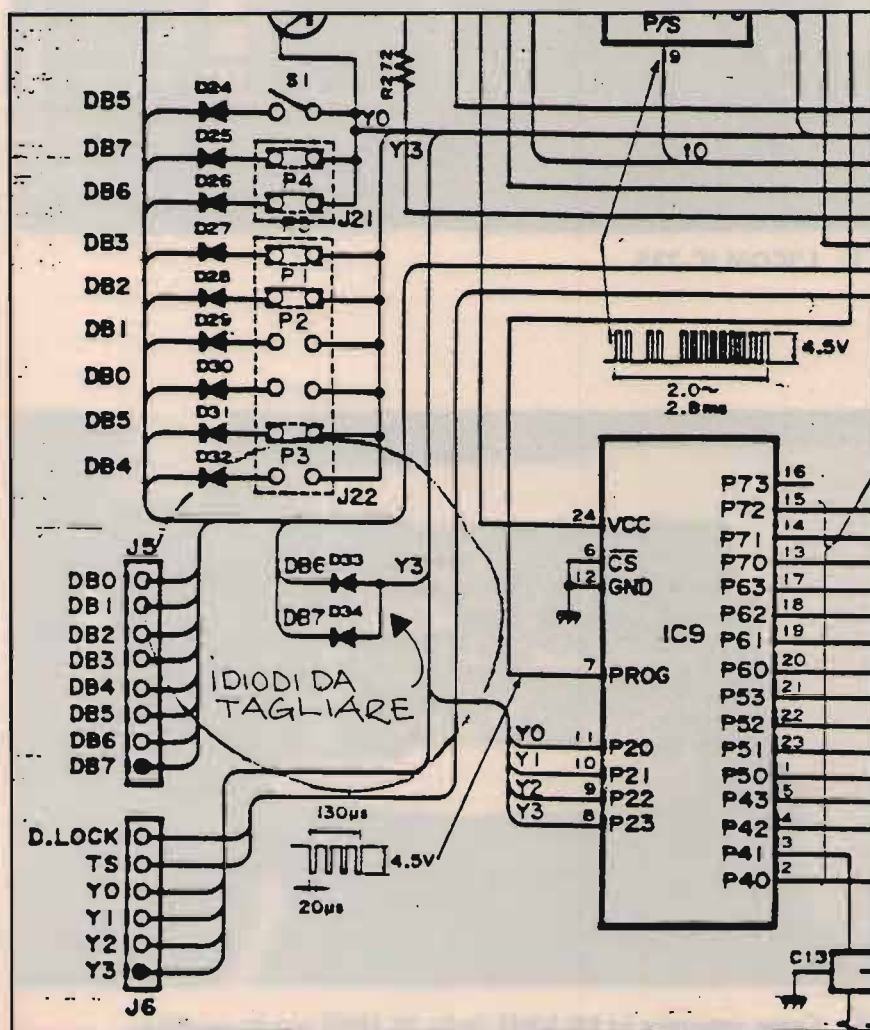 P/S
9
R272
DB5 D24 S1
Y0
DB7 D25
P4
Y3
10
DB6 D26
J21
DB3 D27
P1
DB2 D28
P2
DB1 D29
4.5V
DB0 D30
2.0~
2.8ms
DB5 D31
P3
DB4 D32
J22
J5
DB0
DB1
DB2
DB3
DB4
DB5
DB6
DB7
DB6 D33 Y3
DB7 D34
I DIODI DA
TAGLIARE
D.LOCK
TS
Y0
Y1
Y2
Y3
J6
130µs
4.5V
20µs
IC9
24 VCC
6 CS
12 GND
7 PROG
Y0 11 P20
Y1 10 P21
Y2 9 P22
Y3 8 P23
P73 16
P72 15
P71 14
P70 13
P63 17
P62 18
P61 19
P60 20
P53 21
P52 22
P51 23
P50 1
P43 5
P42 4
P41 3
P40 2
C13